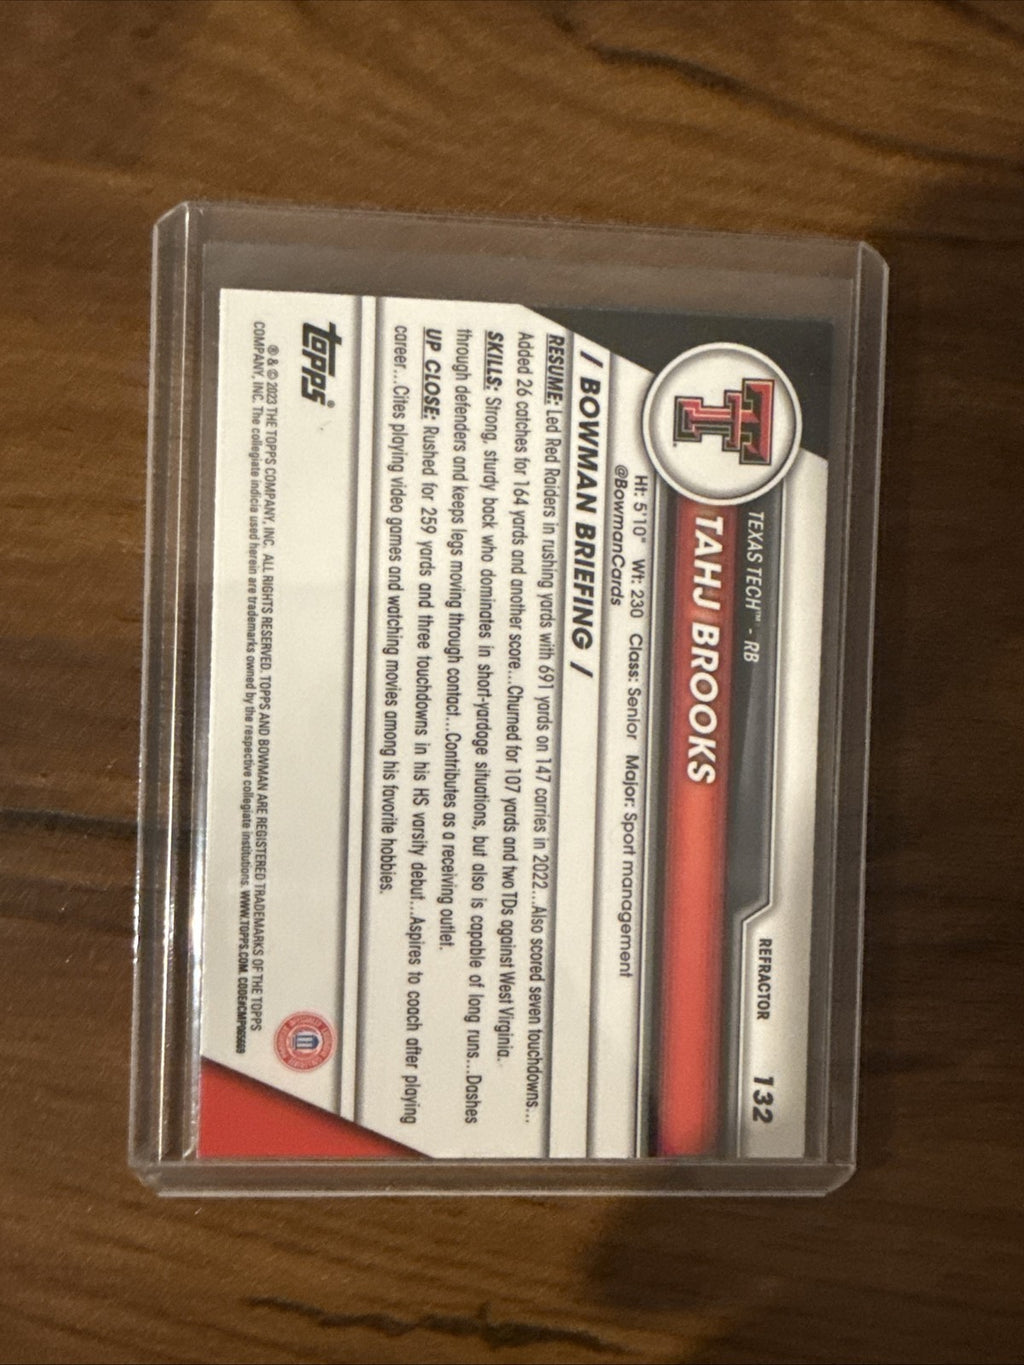 TEXAS TECH™ - RB
REFRACTOR 132
TAHJ BROOKS
Ht: 5'10" Wt: 230 Class: Senior Major: Sport management
@BowmanCards
/ BOWMAN BRIEFING /
RESUME: Led Red Raiders in rushing yards with 691 yards on 147 carries in 2022...Also scored seven touchdowns...
Added 26 catches for 164 yards and another score...Churned for 107 yards and two TDs against West Virginia.
SKILLS: Strong, sturdy back who dominates in short-yardage situations, but also is capable of long runs...Dashes
through defenders and keeps legs moving through contact...Contributes as a receiving outlet.
UP CLOSE: Rushed for 259 yards and three touchdowns in his HS varsity debut...Aspires to coach after playing
career...Cites playing video games and watching movies among his favorite hobbies.
topps®
® & © 2023 THE TOPPS COMPANY, INC. ALL RIGHTS RESERVED. TOPPS AND BOWMAN ARE REGISTERED TRADEMARKS OF THE TOPPS
COMPANY, INC. The collegiate indicia used herein are trademarks owned by the respective collegiate institutions. WWW.TOPPS.COM. CODE#CMP065669